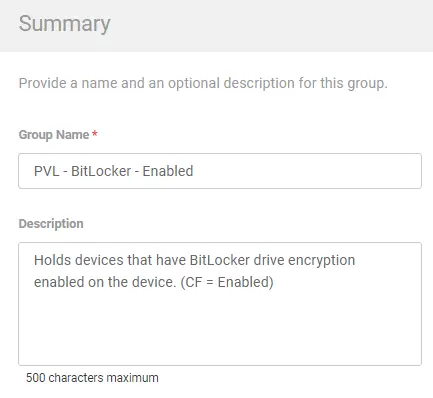 Summary
Provide a name and an optional description for this group.
Group Name *
PVL - BitLocker - Enabled
Description
Holds devices that have BitLocker drive encryption
enabled on the device. (CF = Enabled)
500 characters maximum